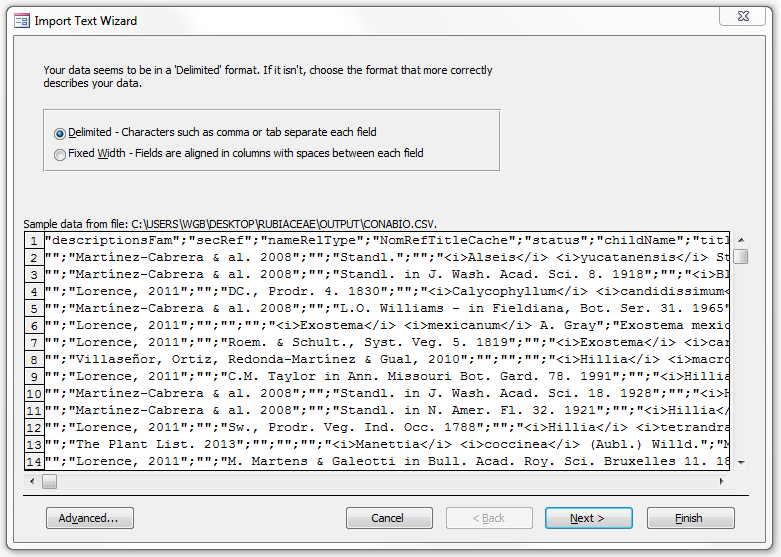 Import Text Wizard
Your data seems to be in a 'Delimited' format. If it isn't, choose the format that more correctly
describes your data.
Delimited - Characters such as comma or tab separate each field
Fixed Width - Fields are aligned in columns with spaces between each field
Sample data from file: C:\USERS\WGB\DESKTOP\RUBIACEAE\OUTPUT\CONABIO.CSV.
1 "descriptionsFam";"secRef";"nameRelType";"NomRefTitleCache";"status";"childName";"titl
2 "";"Martínez-Cabrera & al. 2008";"";"Standl.";"";"<i>Alseis</i> <i>yucatanensis</i> St
3 "";"Martínez-Cabrera & al. 2008";"";"Standl. in J. Wash. Acad. Sci. 8. 1918";"";"<i>Bl
4 "";"Lorence, 2011";"";"DC., Prodr. 4. 1830";"";"<i>Calycophyllum</i> <i>candidissimum<
5 "";"Martínez-Cabrera & al. 2008";"";"L.O. Williams - in Fieldiana, Bot. Ser. 31. 1965"
6 "";"Lorence, 2011";"";"";"";"<i>Exostema</i> <i>mexicanum</i> A. Gray";"Exostema mexic
7 "";"Lorence, 2011";"";"Roem. & Schult., Syst. Veg. 5. 1819";"";"<i>Exostema</i> <i>car
8 "";"Villaseñor, Ortiz, Redonda-Martínez & Gual, 2010";"";"";"";"<i>Hillia</i> <i>macro
9 "";"Lorence, 2011";"";"C.M. Taylor in Ann. Missouri Bot. Gard. 78. 1991";"";"<i>Hillia
10 "";"Martínez-Cabrera & al. 2008";"";"Standl. in J. Wash. Acad. Sci. 18. 1928";"";"<i>H
11 "";"Martínez-Cabrera & al. 2008";"";"Standl. in N. Amer. Fl. 32. 1921";"";"<i>Hillia</
12 "";"Lorence, 2011";"";"Sw., Prodr. Veg. Ind. Occ. 1788";"";"<i>Hillia</i> <i>tetrandra
13 "";"The Plant List. 2013";"";"";"";"<i>Manettia</i> <i>coccinea</i> (Aubl.) Willd.";"M
14 "";"Lorence, 2011";"";"M. Martens & Galeotti in Bull. Acad. Roy. Sci. Bruxelles 11. 18
Advanced... Cancel < Back Next > Finish